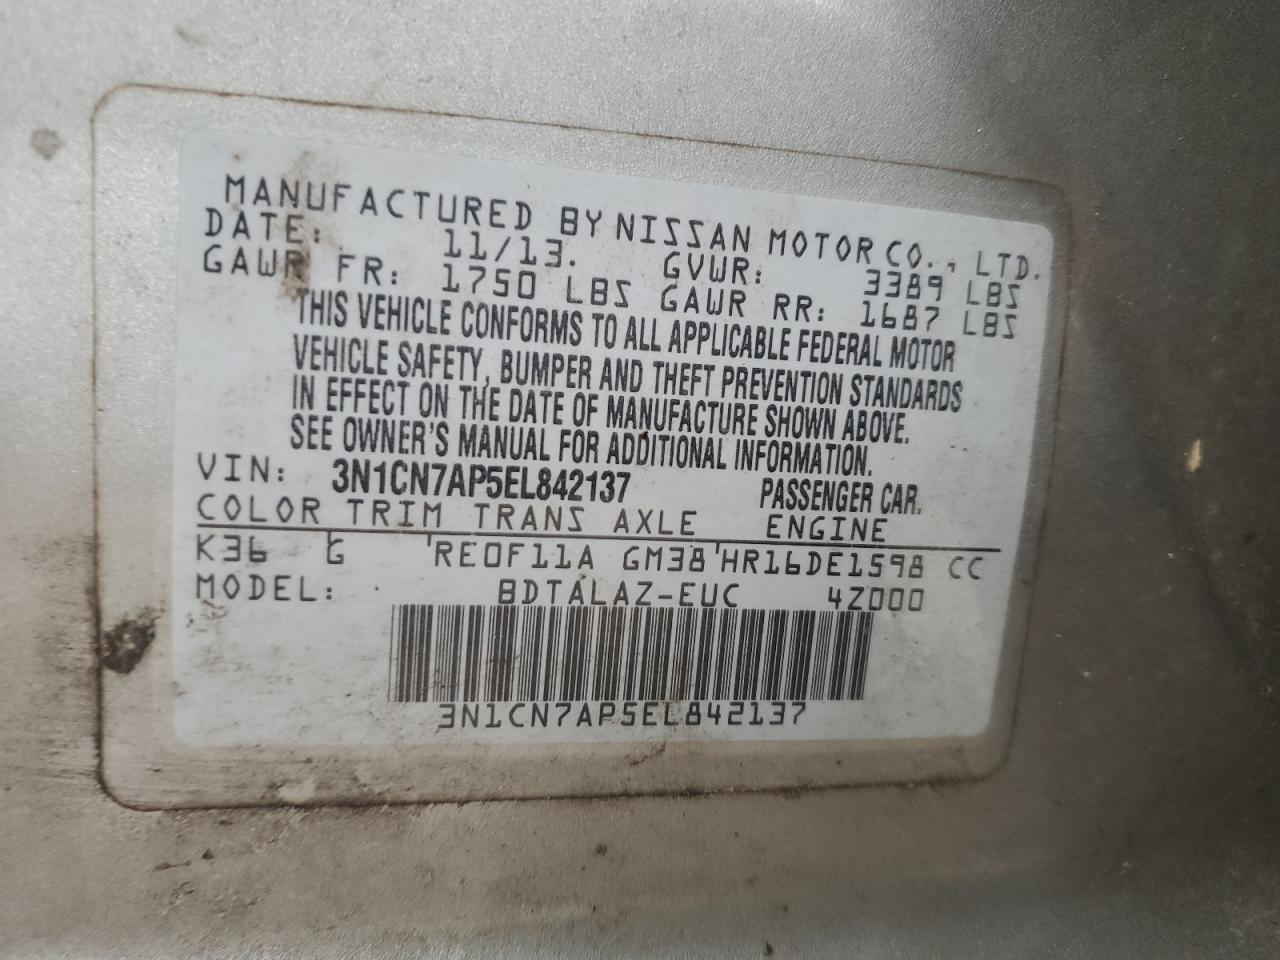 MANUFACTURED BY NISSAN MOTOR CO., LTD.
DATE: 11/13. GVWR: 3389 LBS
GAWR FR: 1750 LBS GAWR RR: 1687 LBS
THIS VEHICLE CONFORMS TO ALL APPLICABLE FEDERAL MOTOR
VEHICLE SAFETY, BUMPER AND THEFT PREVENTION STANDARDS
IN EFFECT ON THE DATE OF MANUFACTURE SHOWN ABOVE.
SEE OWNER'S MANUAL FOR ADDITIONAL INFORMATION.
VIN: 3N1CN7AP5EL842137 PASSENGER CAR.
COLOR TRIM TRANS AXLE ENGINE
K36 G RE0F11A GM38 HR16DE1598 CC
MODEL: BDTALAZ-EUC 4Z000
3N1CN7AP5EL842137